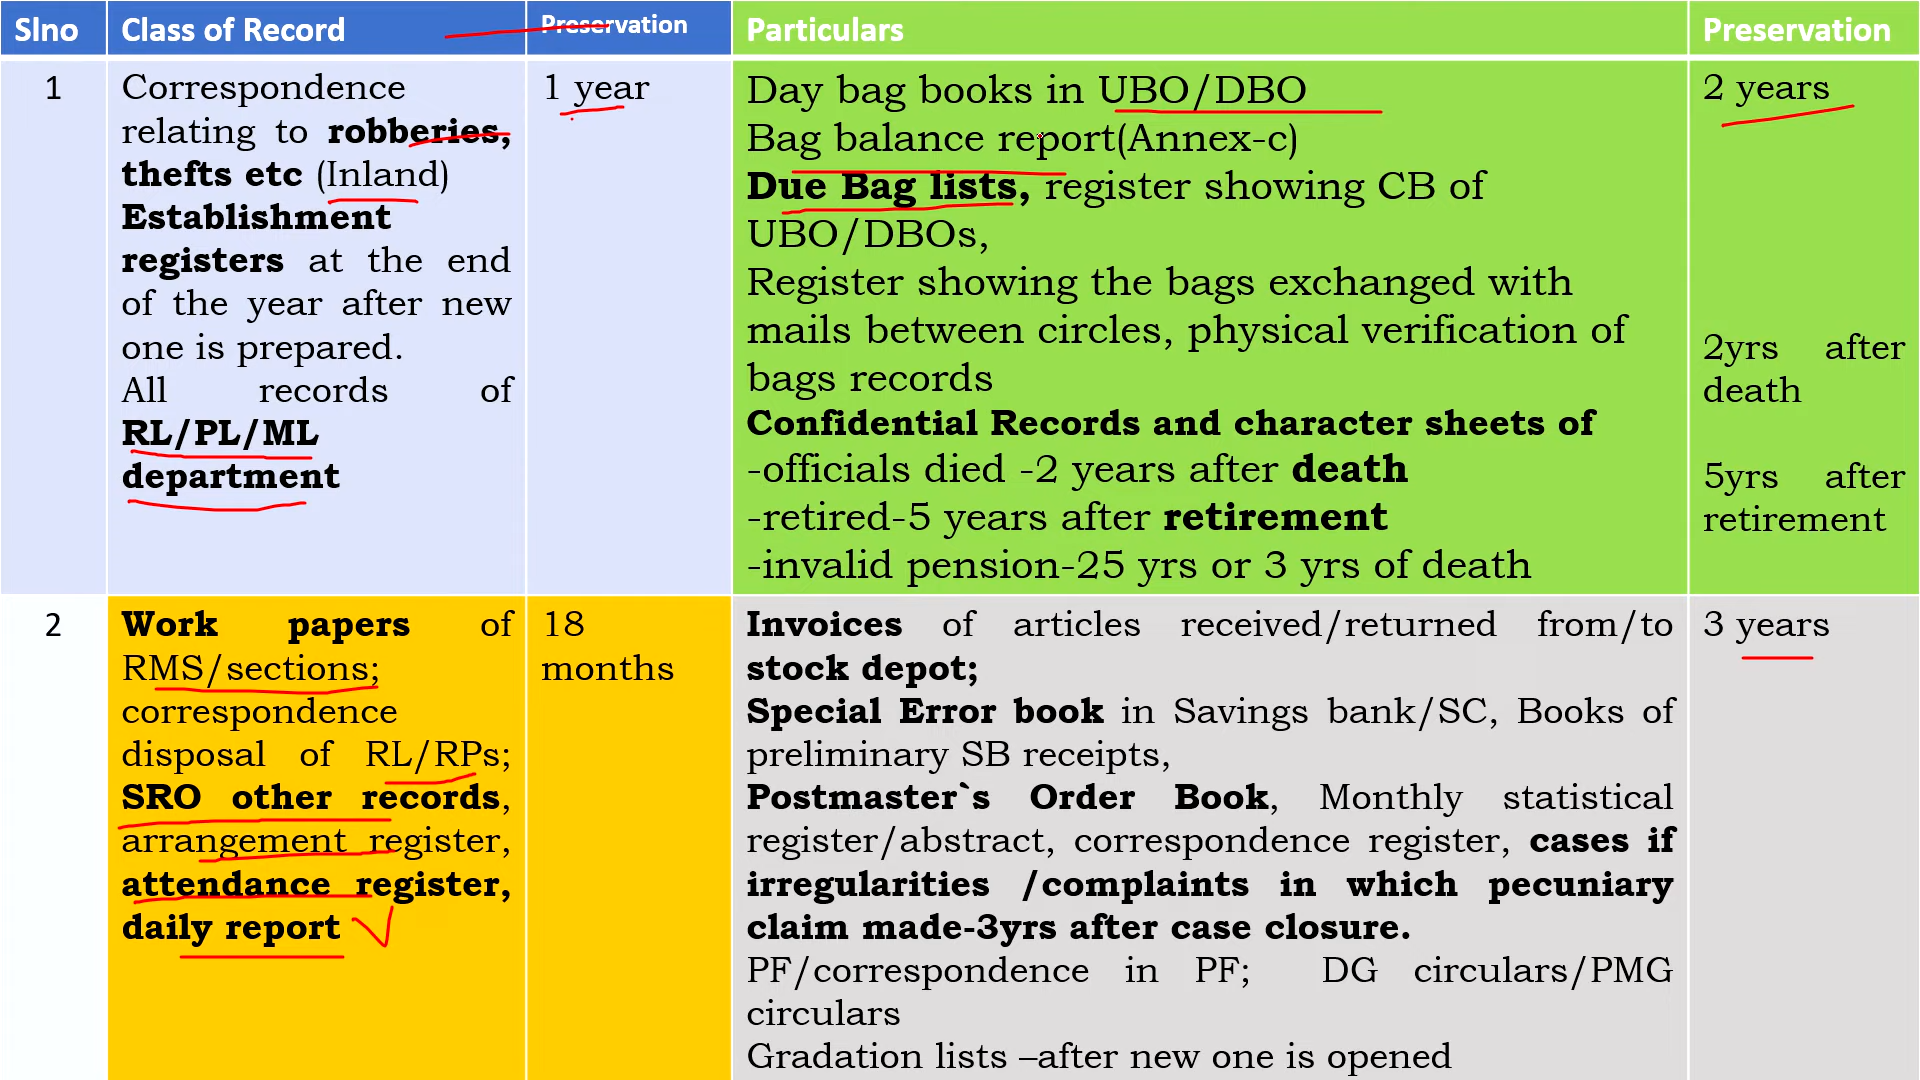 Slno
Class of Record
Preservation
Particulars
Preservation
1
Correspondence
relating to robberies,
thefts etc (Inland)
Establishment
registers at the end
of the year after new
one is prepared.
All records of
RL/PL/ML
department
1 year
Day bag books in UBO/DBO
Bag balance report(Annex-c)
Due Bag lists, register showing CB of
UBO/DBOs,
Register showing the bags exchanged with
mails between circles, physical verification of
bags records
Confidential Records and character sheets of
-officials died -2 years after death
-retired-5 years after retirement
-invalid pension-25 yrs or 3 yrs of death
2 years
2yrs after
death
5yrs after
retirement
2
Work papers of
RMS/sections;
correspondence
disposal of RL/RPs;
SRO other records,
arrangement register,
attendance register,
daily report
18
months
Invoices of articles received/returned from/to
stock depot;
Special Error book in Savings bank/SC, Books of
preliminary SB receipts,
Postmaster`s Order Book, Monthly statistical
register/abstract, correspondence register, cases if
irregularities /complaints in which pecuniary
claim made-3yrs after case closure.
PF/correspondence in PF; DG circulars/PMG
circulars
Gradation lists –after new one is opened
3 years